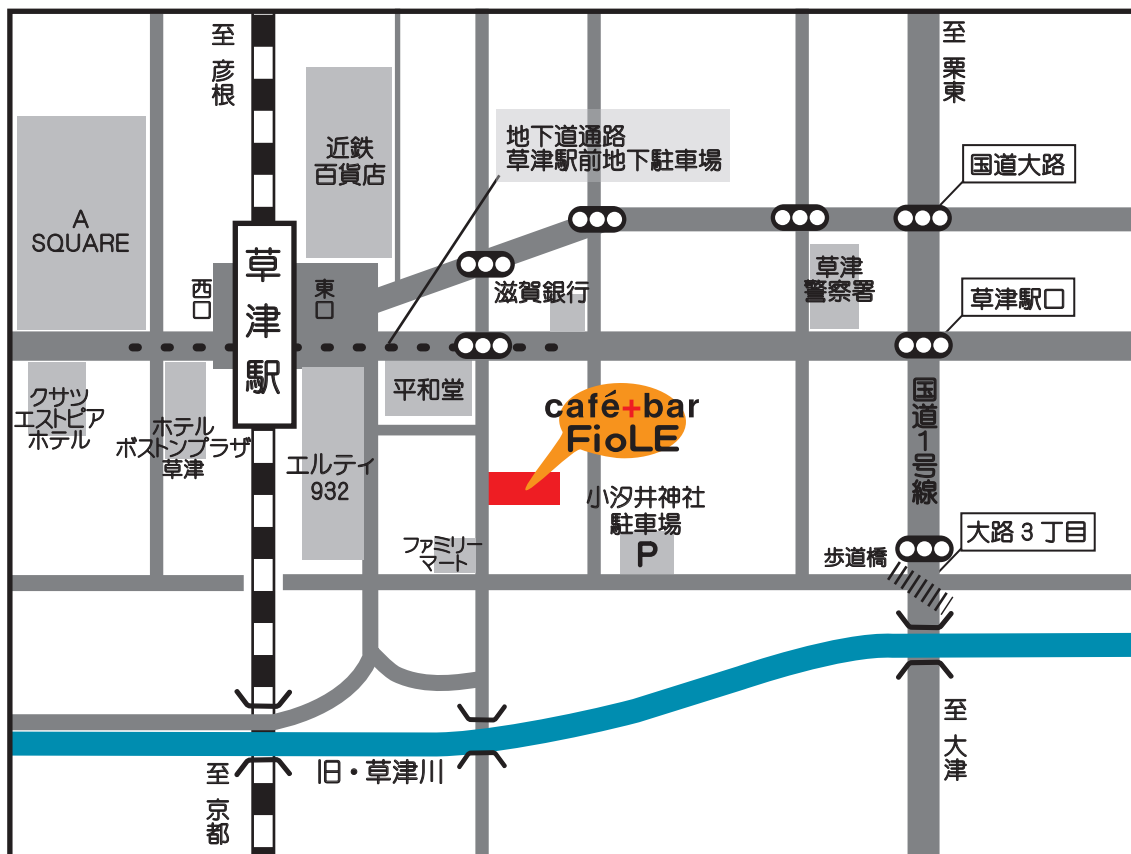 至 彦根
至 栗東
近鉄
百貨店
地下道通路
草津駅前地下駐車場
国道大路
A
SQUARE
草津駅
西口
東口
滋賀銀行
草津
警察署
草津駅口
クサツ
エストピア
ホテル
ホテル
ボストンプラザ
草津
平和堂
café+bar
FioLE
国道1号線
エルティ
932
小汐井神社
駐車場
P
ファミリー
マート
歩道橋
大路3丁目
至 大津
旧・草津川
至 京都